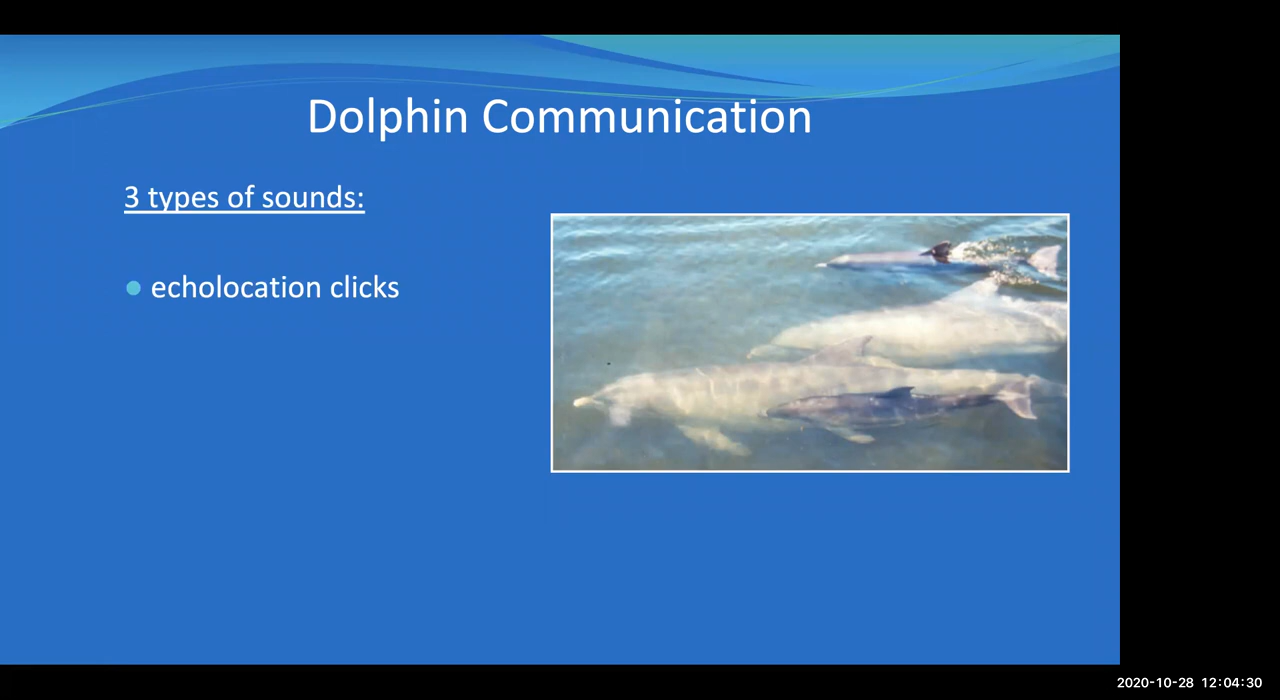 Dolphin Communication
3 types of sounds:
echolocation clicks
2020-10-28 12:04:30